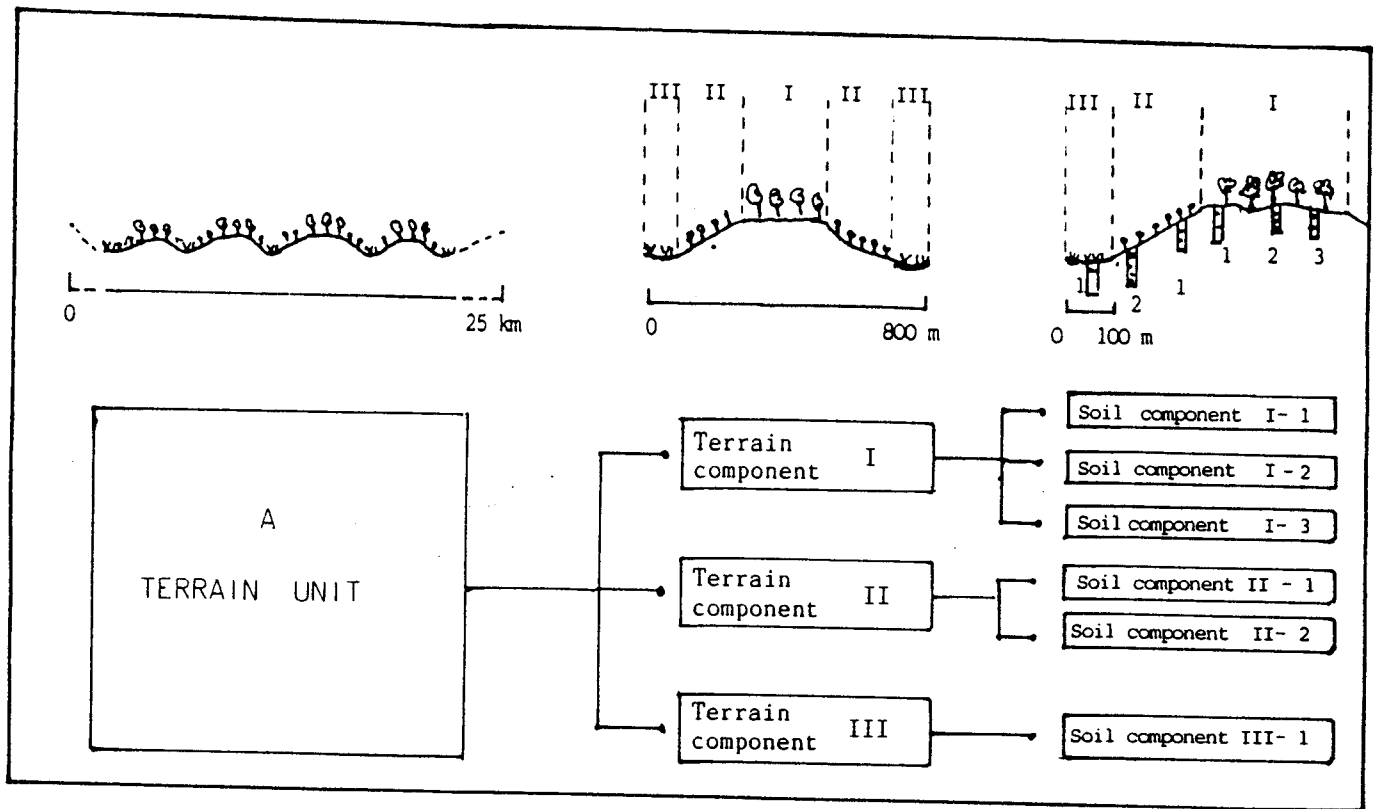 III II I II III
III II I
0 25 km
0 800 m
1 2 1 1 2 3
0 100 m
A
TERRAIN UNIT
Terrain
component I
Terrain
component II
Terrain
component III
Soil component I- 1
Soil component I - 2
Soil component I- 3
Soil component II - 1
Soil component II- 2
Soil component III- 1